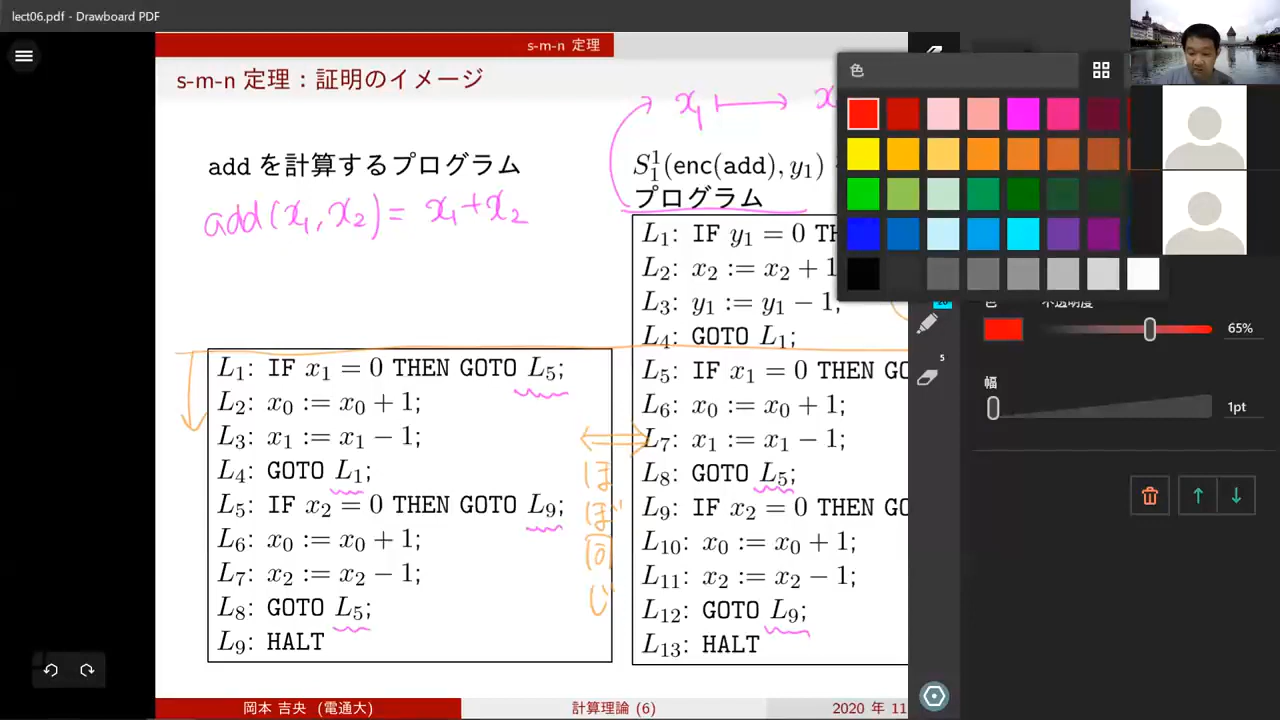 lect06.pdf - Drawboard PDF
s-m-n 定理
s-m-n 定理：証明のイメージ
x₁ ↦ x
add を計算するプログラム
add(x₁, x₂) = x₁+x₂
S₁¹(enc(add), y₁)
プログラム
L₁: IF x₁ = 0 THEN GOTO L₅;
L₂: x₀ := x₀ + 1;
L₃: x₁ := x₁ − 1;
L₄: GOTO L₁;
L₅: IF x₂ = 0 THEN GOTO L₉;
L₆: x₀ := x₀ + 1;
L₇: x₂ := x₂ − 1;
L₈: GOTO L₅;
L₉: HALT
ほぼ同じ
L₁: IF y₁ = 0 TH
L₂: x₂ := x₂ + 1
L₃: y₁ := y₁ − 1;
L₄: GOTO L₁;
L₅: IF x₁ = 0 THEN GO
L₆: x₀ := x₀ + 1;
L₇: x₁ := x₁ − 1;
L₈: GOTO L₅;
L₉: IF x₂ = 0 THEN GO
L₁₀: x₀ := x₀ + 1;
L₁₁: x₂ := x₂ − 1;
L₁₂: GOTO L₉;
L₁₃: HALT
色
色
不透明度
65%
幅
1pt
5
岡本 吉央 (電通大)
計算理論 (6)
2020 年 11